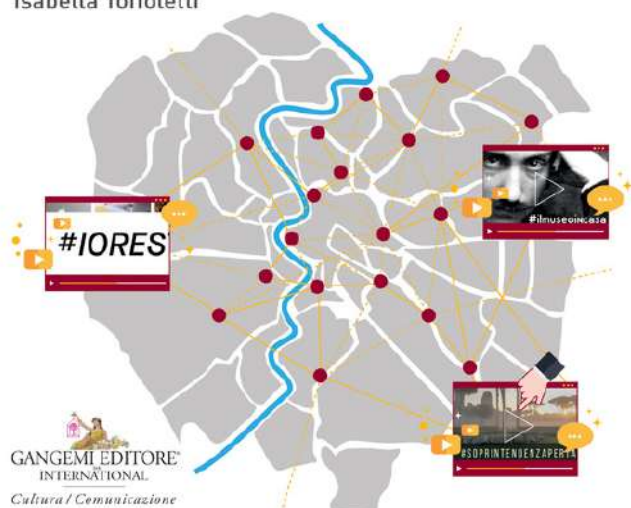 #ilmuseoincasa
#IORES
#SOPRINTENDENZAPERTA
GANGEMI EDITORE®
INTERNATIONAL
Cultura / Comunicazione